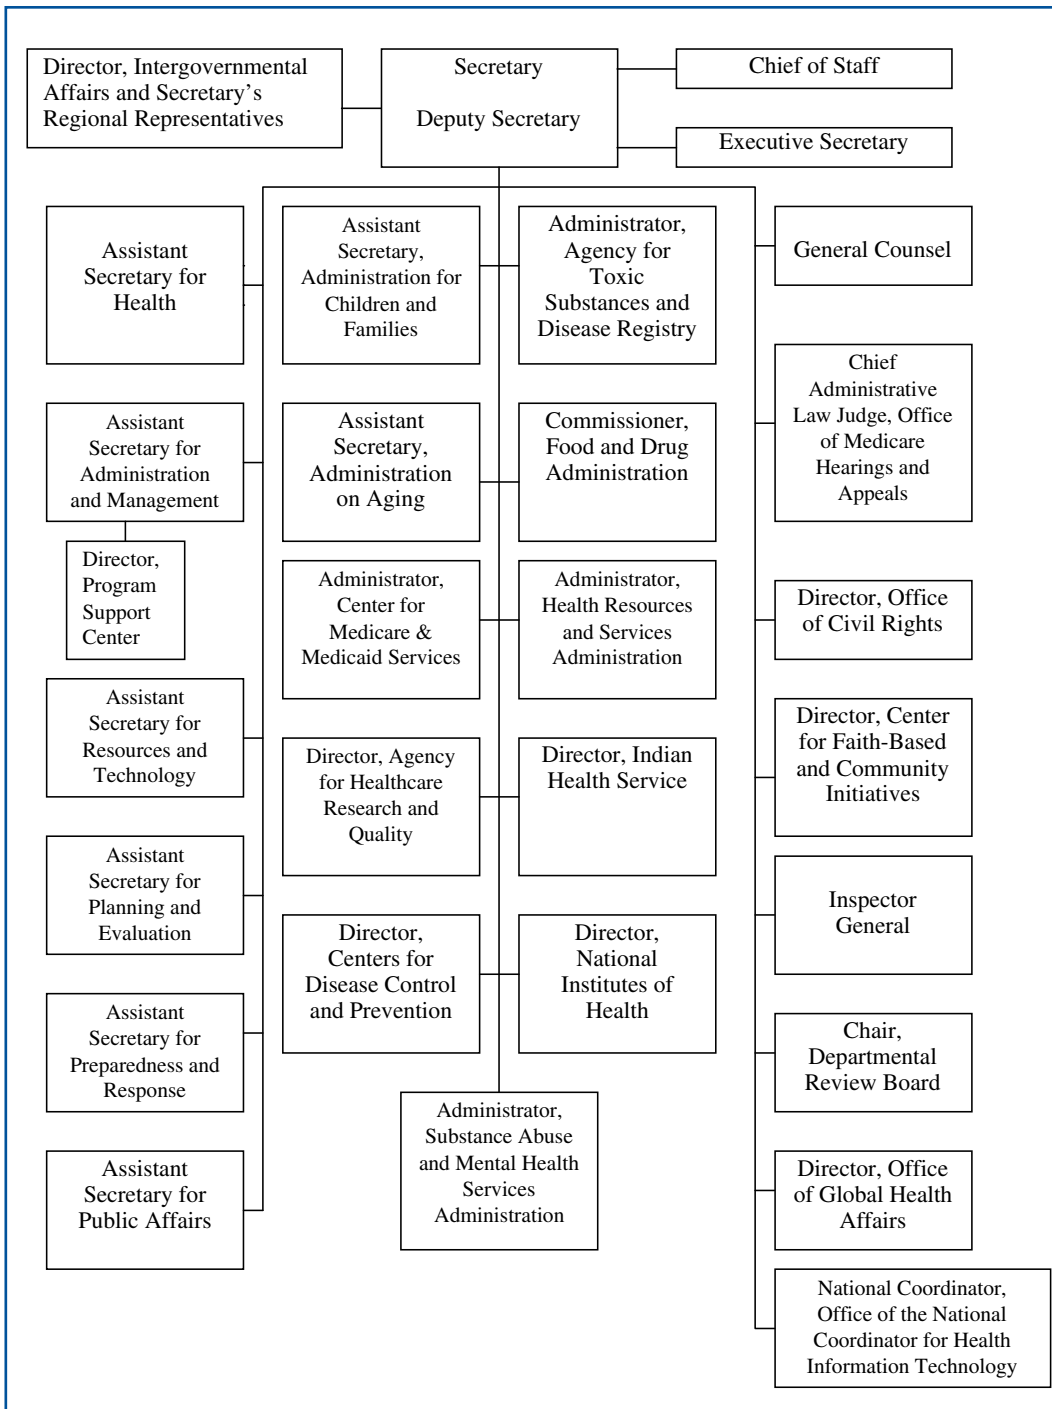 Director, Intergovernmental
Affairs and Secretary’s
Regional Representatives
Secretary
Deputy Secretary
Chief of Staff
Executive Secretary
Assistant
Secretary for
Health
Assistant
Secretary,
Administration for
Children and
Families
Administrator,
Agency for
Toxic
Substances and
Disease Registry
General Counsel
Assistant
Secretary for
Administration
and Management
Director,
Program
Support
Center
Assistant
Secretary,
Administration
on Aging
Commissioner,
Food and Drug
Administration
Chief
Administrative
Law Judge, Office
of Medicare
Hearings and
Appeals
Administrator,
Center for
Medicare &
Medicaid Services
Administrator,
Health Resources
and Services
Administration
Director, Office
of Civil Rights
Assistant
Secretary for
Resources and
Technology
Director, Agency
for Healthcare
Research and
Quality
Director, Indian
Health Service
Director, Center
for Faith-Based
and Community
Initiatives
Assistant
Secretary for
Planning and
Evaluation
Director,
Centers for
Disease Control
and Prevention
Director,
National
Institutes of
Health
Inspector
General
Assistant
Secretary for
Preparedness and
Response
Chair,
Departmental
Review Board
Administrator,
Substance Abuse
and Mental Health
Services
Administration
Assistant
Secretary for
Public Affairs
Director, Office
of Global Health
Affairs
National Coordinator,
Office of the National
Coordinator for Health
Information Technology